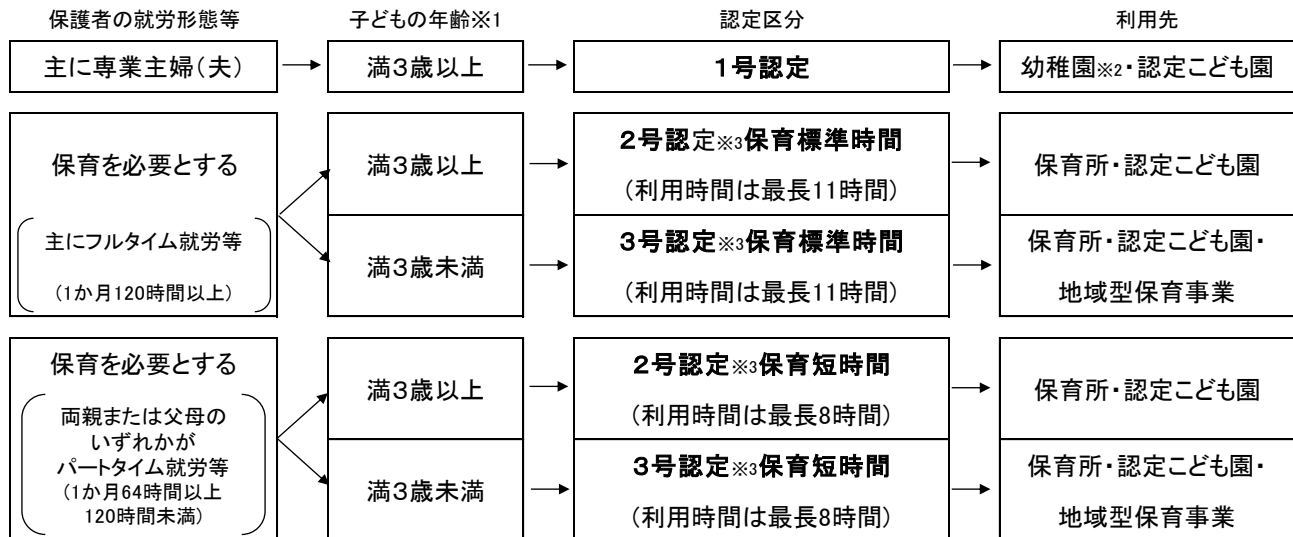 保護者の就労形態等 子どもの年齢※1 認定区分 利用先
主に専業主婦(夫) 満3歳以上 1号認定 幼稚園※2・認定こども園
保育を必要とする
主にフルタイム就労等
(1か月120時間以上)
満3歳以上
2号認定※3保育標準時間
(利用時間は最長11時間)
保育所・認定こども園
満3歳未満
3号認定※3保育標準時間
(利用時間は最長11時間)
保育所・認定こども園・
地域型保育事業
保育を必要とする
両親または父母の
いずれかが
パートタイム就労等
(1か月64時間以上
120時間未満)
満3歳以上
2号認定※3保育短時間
(利用時間は最長8時間)
保育所・認定こども園
満3歳未満
3号認定※3保育短時間
(利用時間は最長8時間)
保育所・認定こども園・
地域型保育事業